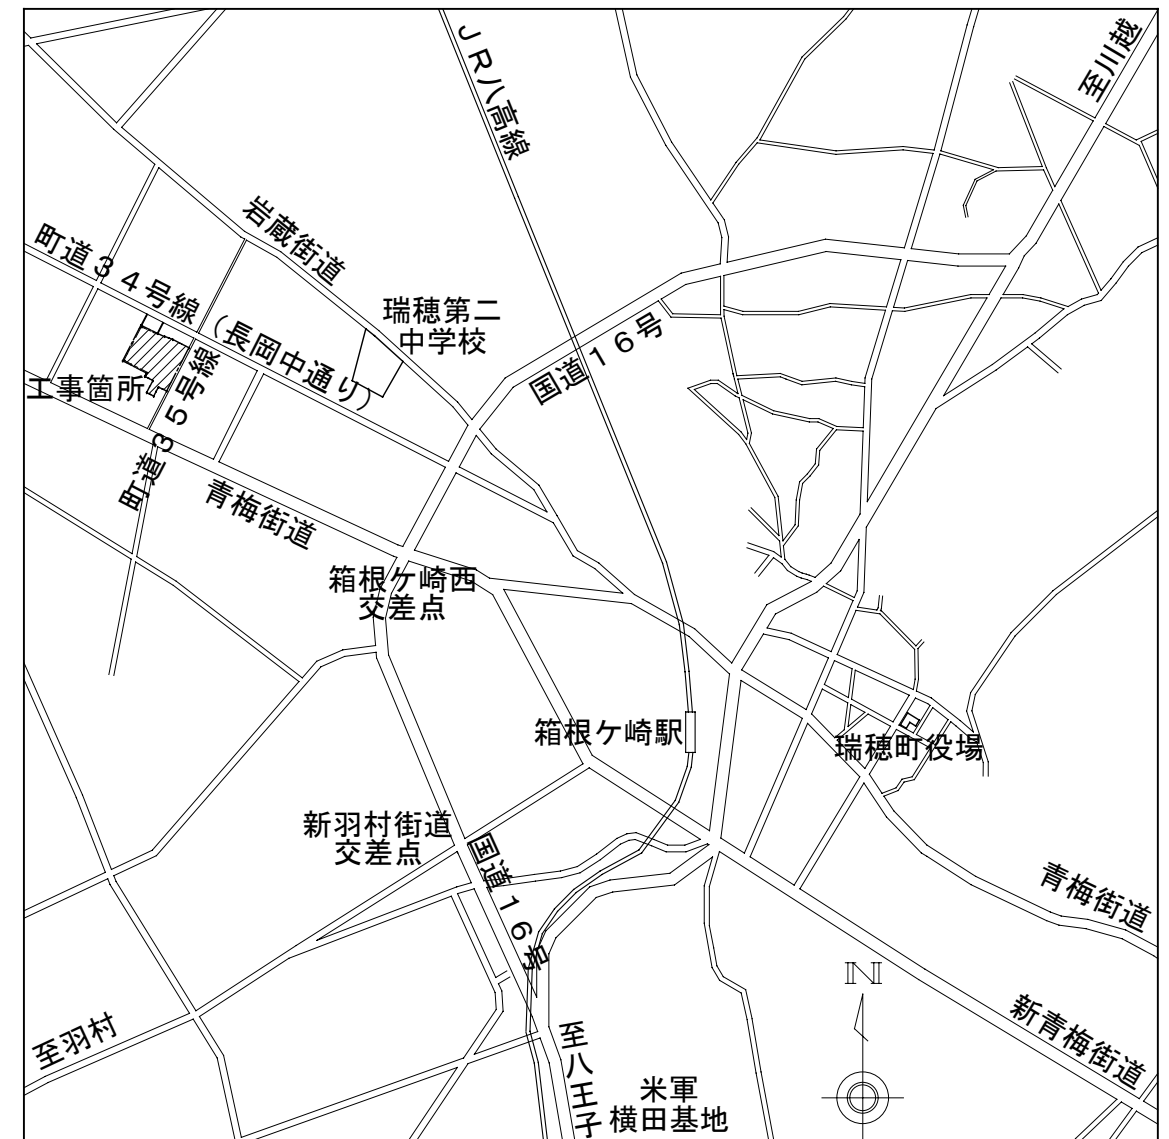 至川越
JR八高線
岩蔵街道
町道34号線(長岡中通り)
瑞穂第二
中学校
国道16号
工事箇所
町道35号線
青梅街道
箱根ケ崎西
交差点
箱根ケ崎駅
瑞穂町役場
新羽村街道
交差点
国道16号
青梅街道
N
新青梅街道
至羽村
至八王子
米軍
横田基地